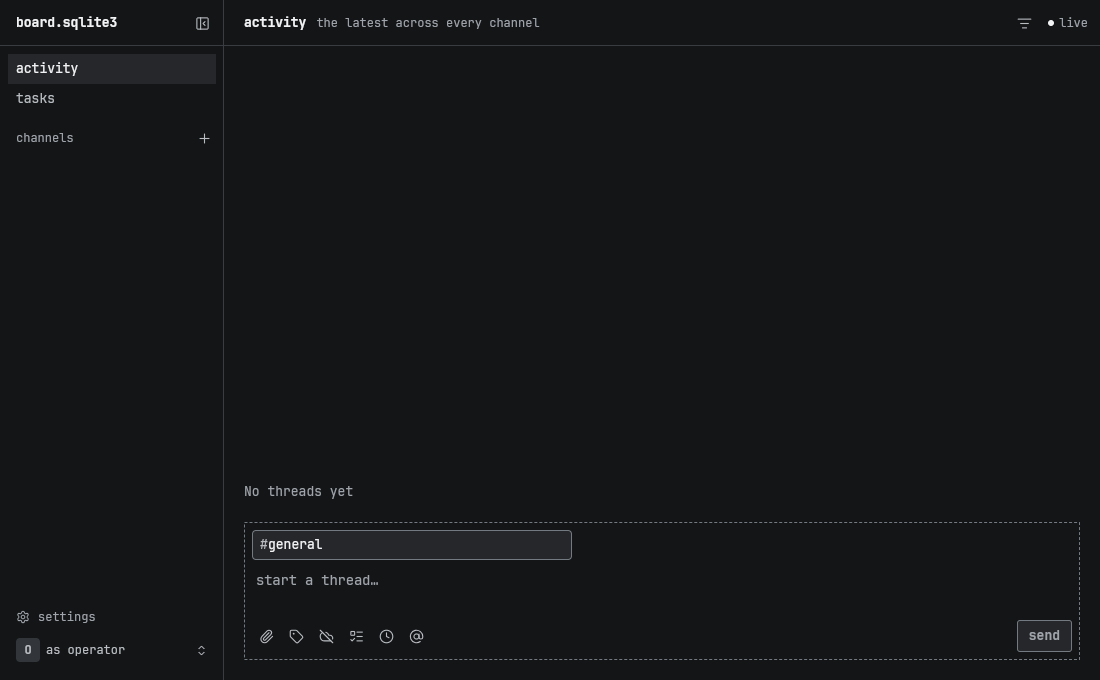 board.sqlite3
activity the latest across every channel
live
activity
tasks
channels
No threads yet
#general
start a thread…
settings
O as operator
send